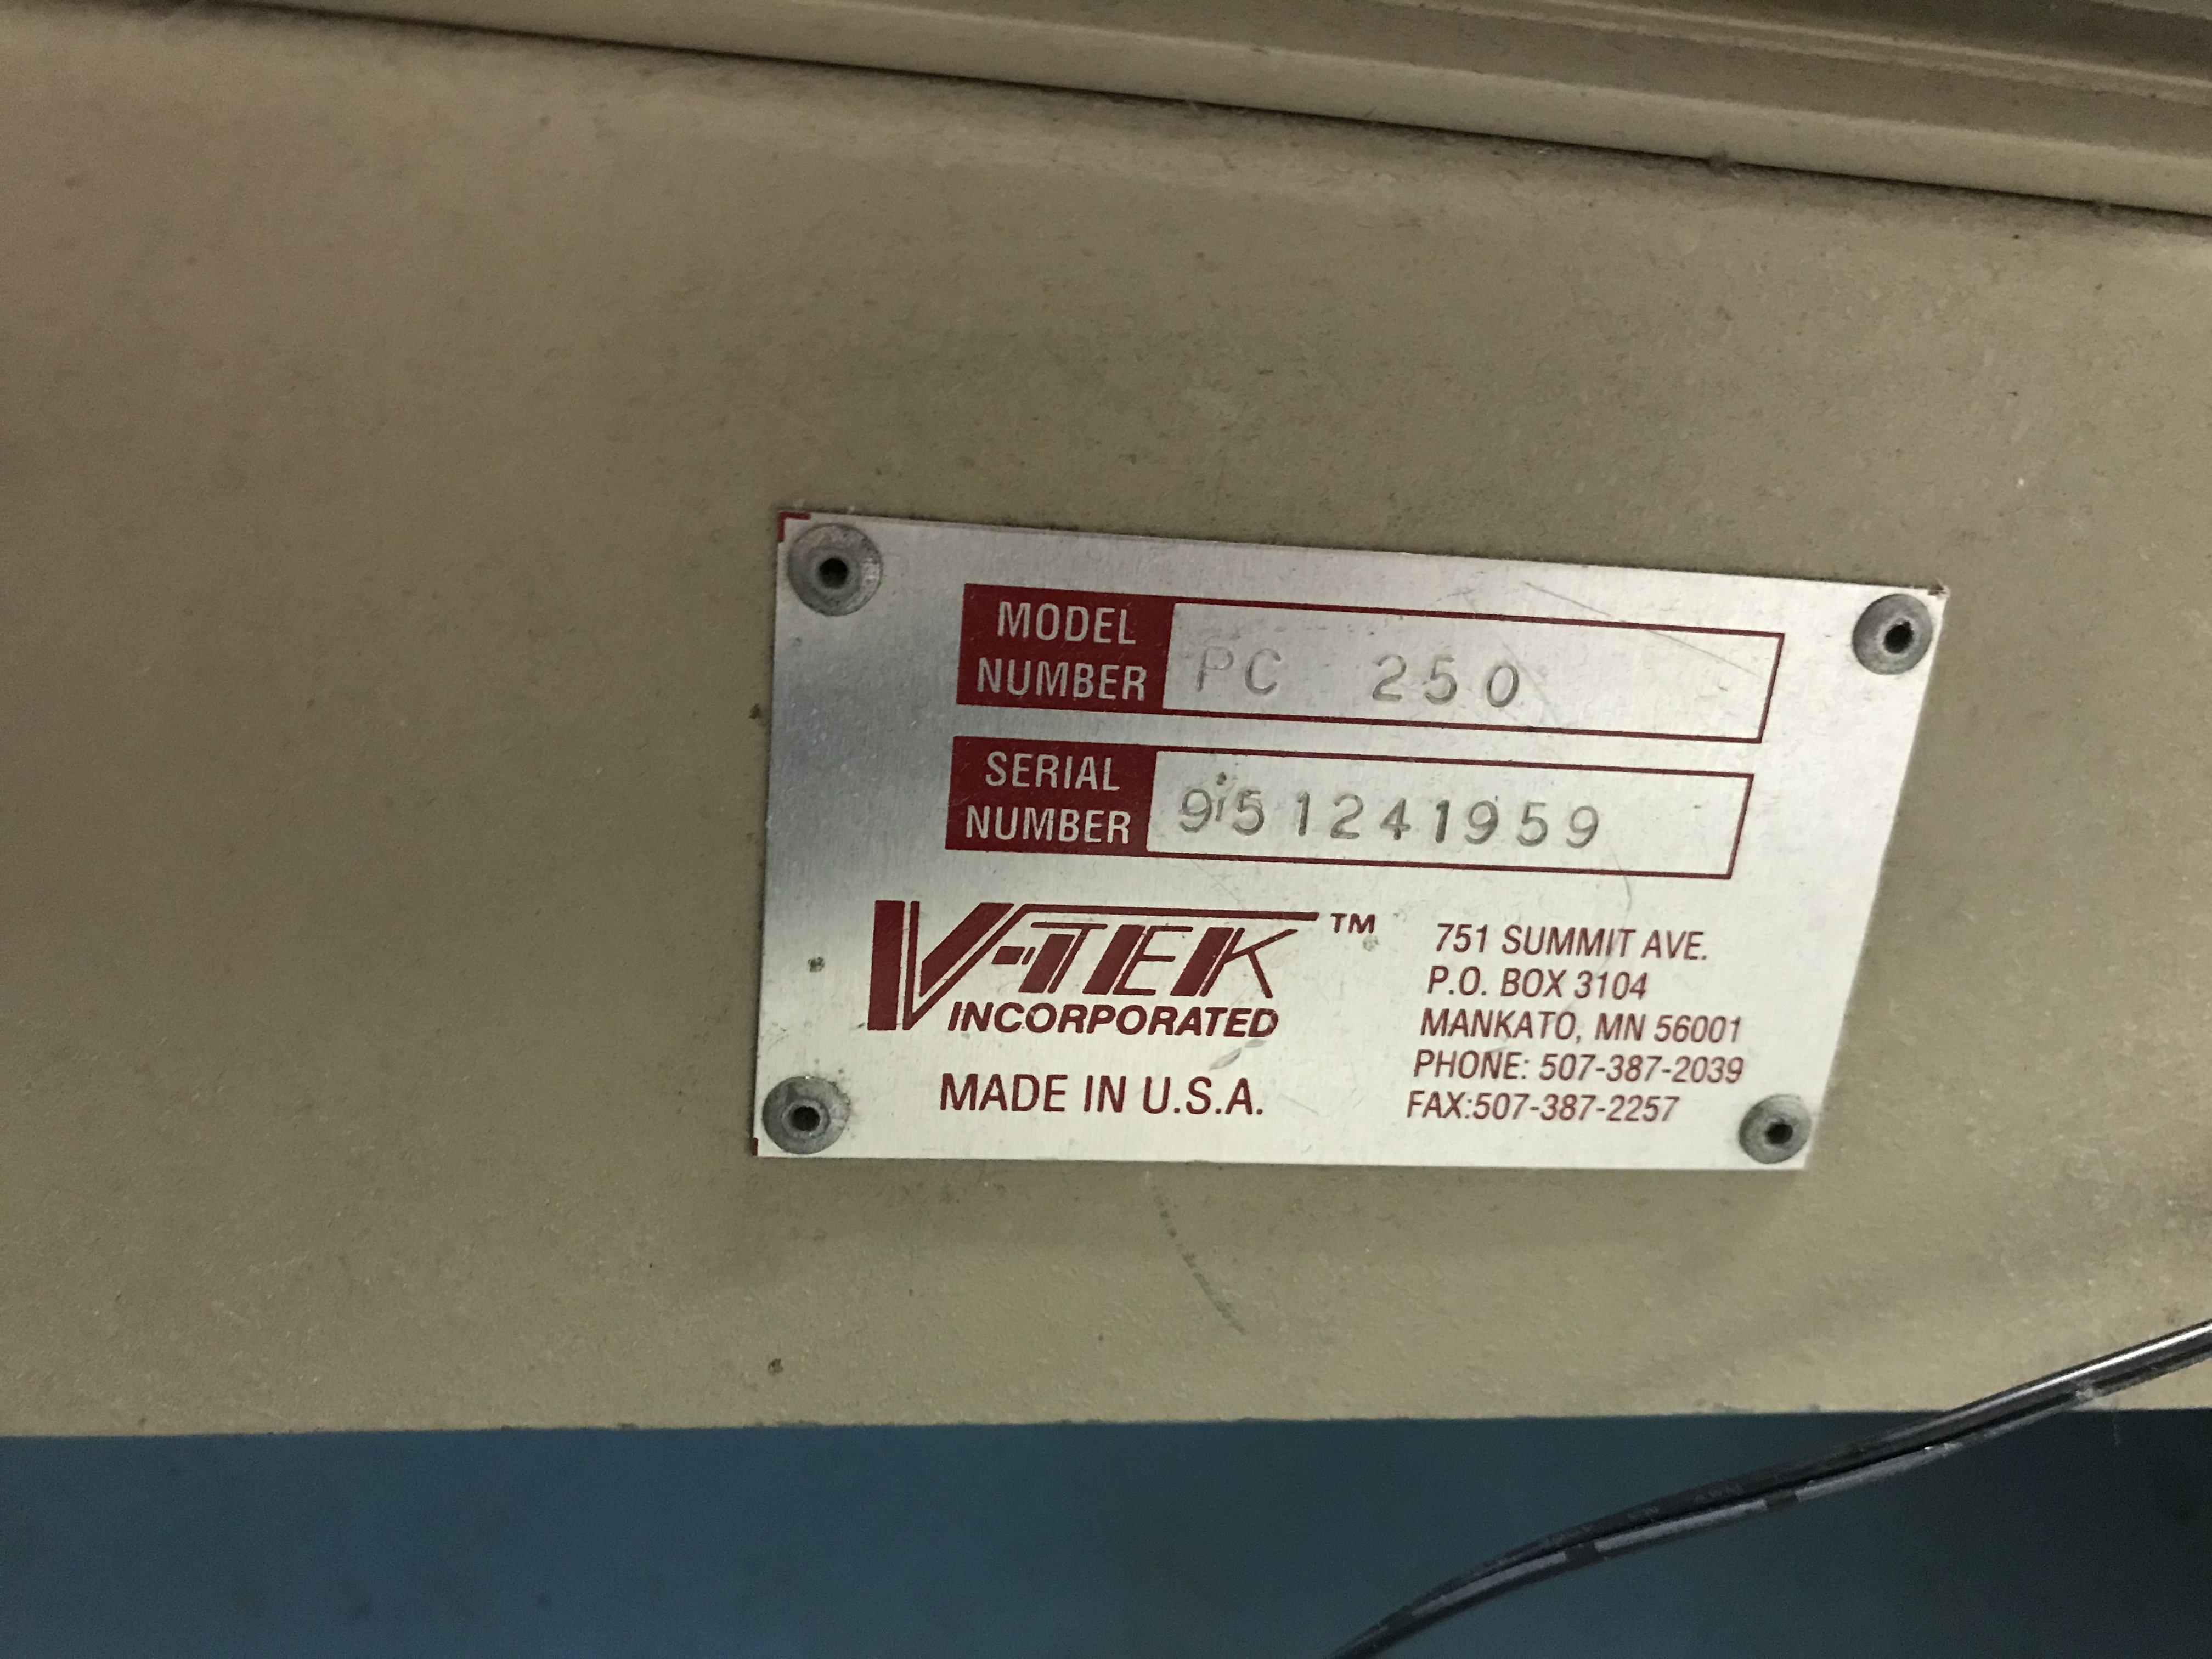 MODEL
NUMBER
PC 250
SERIAL
NUMBER
951241959
V-TEK™
INCORPORATED
MADE IN U.S.A.
751 SUMMIT AVE.
P.O. BOX 3104
MANKATO, MN 56001
PHONE: 507-387-2039
FAX:507-387-2257